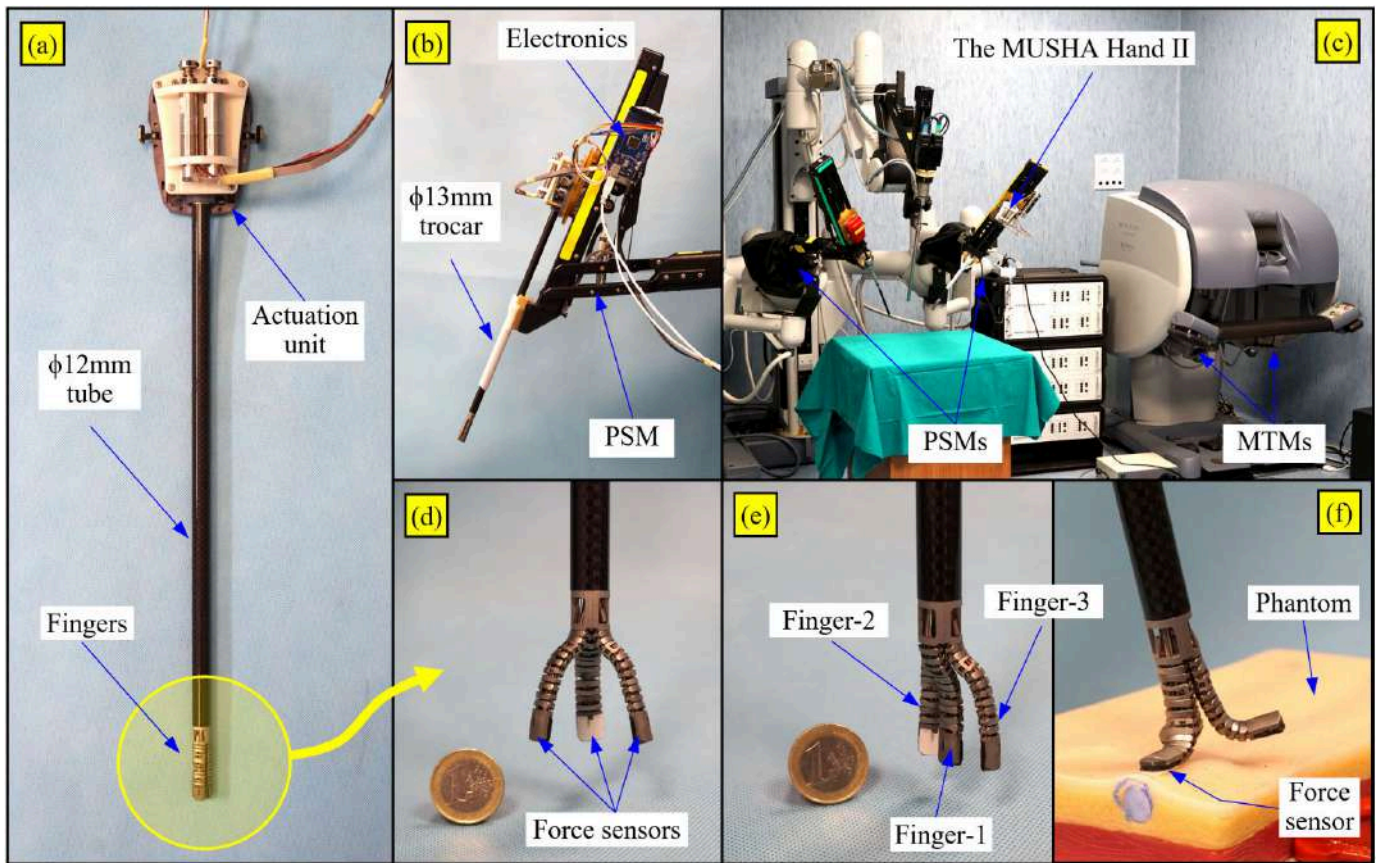 (a)
Actuation
unit
ϕ12mm
tube
Fingers
(b)
Electronics
ϕ13mm
trocar
PSM
(c)
The MUSHA Hand II
PSMs
MTMs
(d)
Force sensors
(e)
Finger-2
Finger-3
Finger-1
(f)
Phantom
Force
sensor